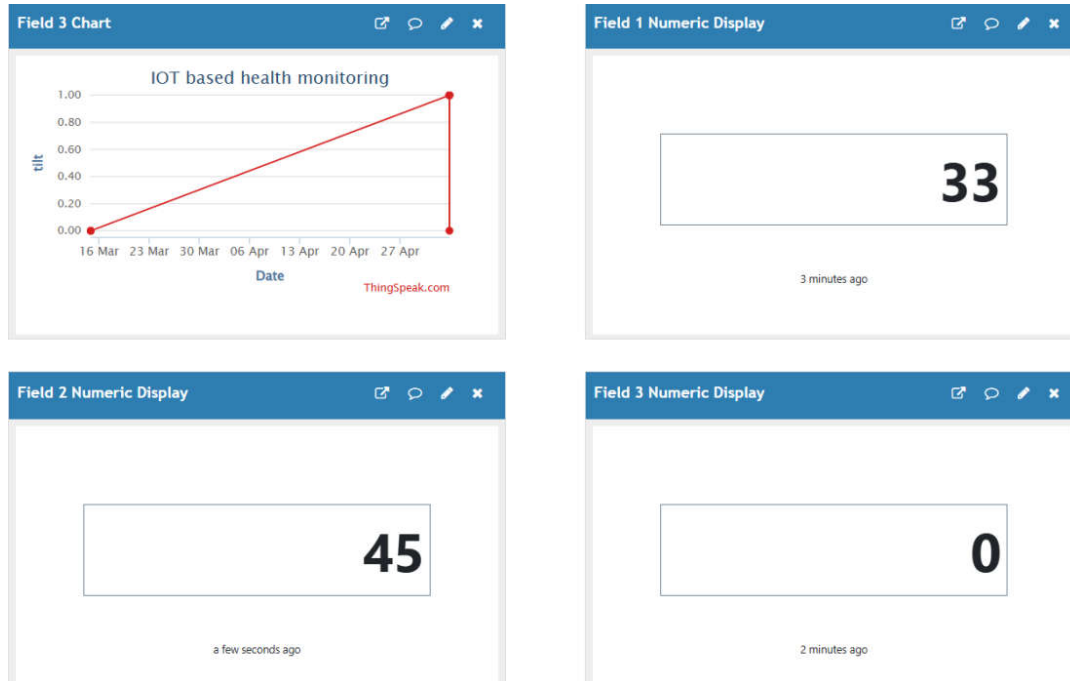 Field 3 Chart
IOT based health monitoring
1.00
0.80
0.60
0.40
0.20
0.00
tilt
16 Mar 23 Mar 30 Mar 06 Apr 13 Apr 20 Apr 27 Apr
Date
ThingSpeak.com
Field 1 Numeric Display
33
3 minutes ago
Field 2 Numeric Display
45
a few seconds ago
Field 3 Numeric Display
0
2 minutes ago